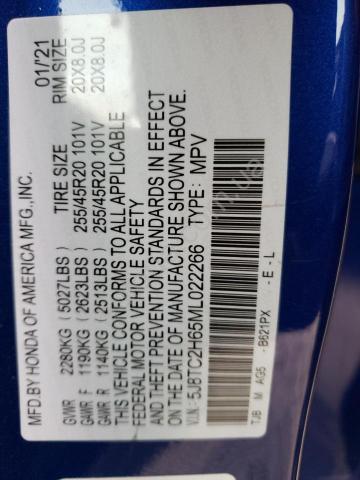 MFD.BY HONDA OF AMERICA MFG.,INC. 01/'21
TIRE SIZE RIM SIZE
GVWR 2280KG (5027LBS)
GAWR F 1190KG (2623LBS) 255/45R20 101V 20X8.0J
GAWR R 1140KG (2513LBS) 255/45R20 101V 20X8.0J
THIS VEHICLE CONFORMS TO ALL APPLICABLE
FEDERAL MOTOR VEHICLE SAFETY
AND THEFT PREVENTION STANDARDS IN EFFECT
ON THE DATE OF MANUFACTURE SHOWN ABOVE.
V.I.N.: 5J8TC2H65ML022266 TYPE: MPV
TJB M AG5 B621PX -E-L